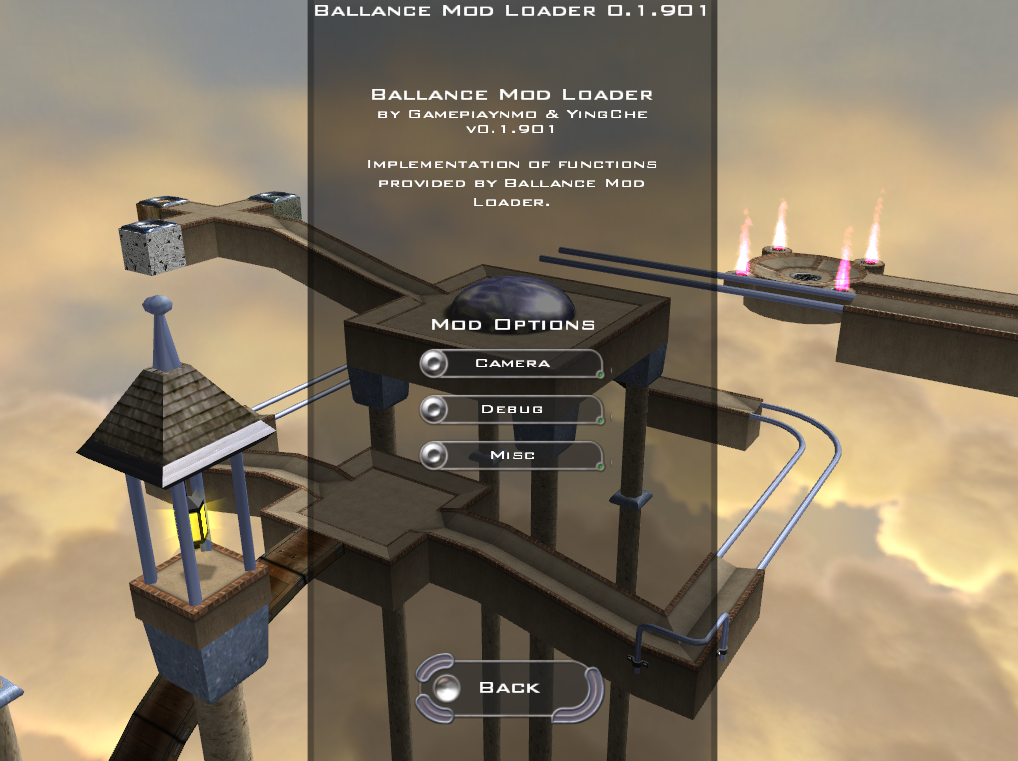 Ballance Mod Loader 0.1.901
Ballance Mod Loader
by Gamepiaynmo & YingChe
v0.1.901
Implementation of functions
provided by Ballance Mod
Loader.
Mod Options
Camera
Debug
Misc
Back